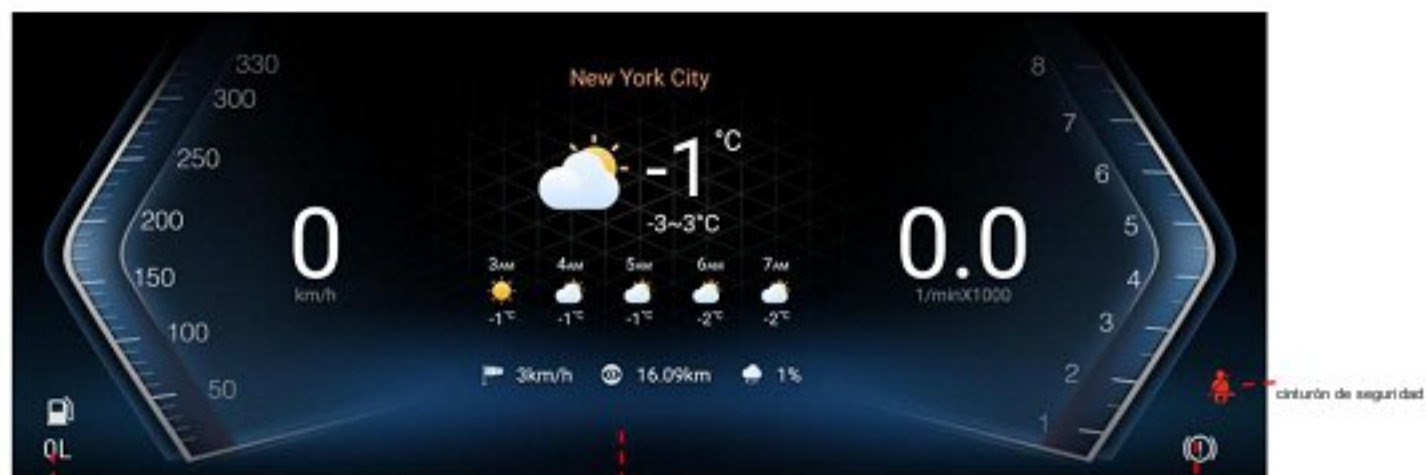 New York City
-1 °C
-3~3°C
3AM 4AM 5AM 6AM 7AM
-1℃ -1℃ -1℃ -2℃ -2℃
3km/h 16.09km 1%
330
300
250
200
150
100
50
0
km/h
0L
8
7
6
5
4
3
2
1
0.0
1/minX1000
cinturón de seguridad